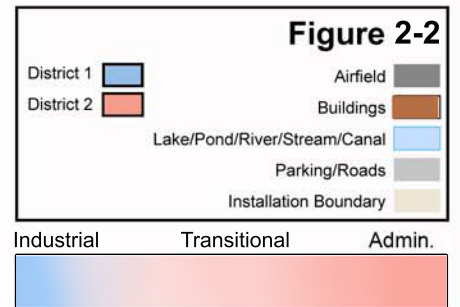 Figure 2-2
District 1
District 2
Airfield
Buildings
Lake/Pond/River/Stream/Canal
Parking/Roads
Installation Boundary
Industrial Transitional Admin.